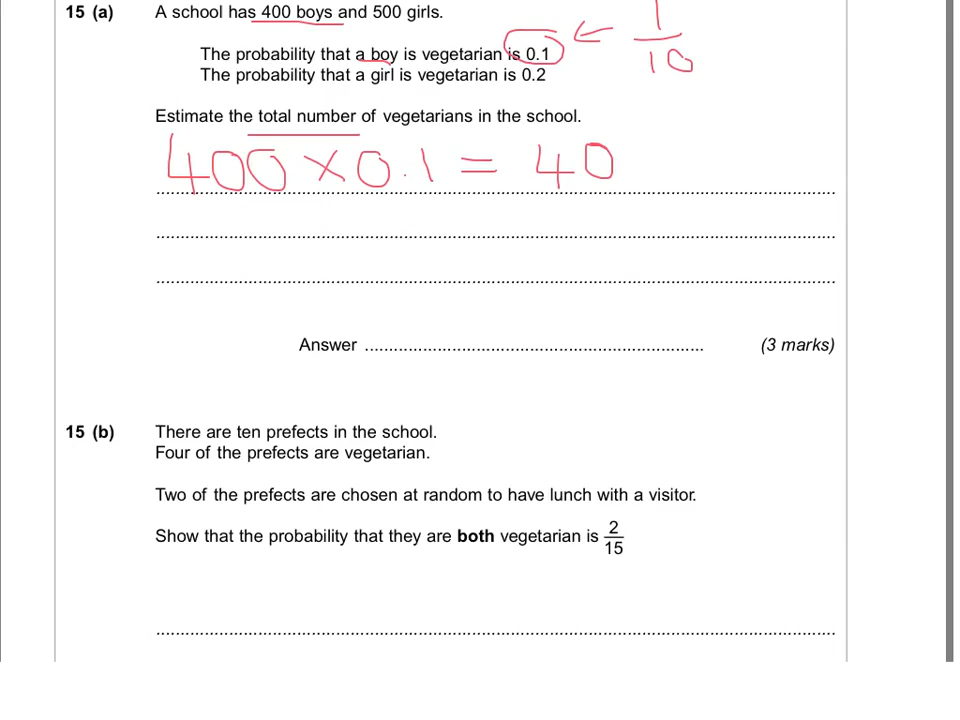 15 (a) A school has 400 boys and 500 girls.
1
10
The probability that a boy is vegetarian is 0.1
The probability that a girl is vegetarian is 0.2
Estimate the total number of vegetarians in the school.
400 × 0.1 = 40
Answer ...................................................................... (3 marks)
15 (b) There are ten prefects in the school.
Four of the prefects are vegetarian.
Two of the prefects are chosen at random to have lunch with a visitor.
Show that the probability that they are both vegetarian is 2/15